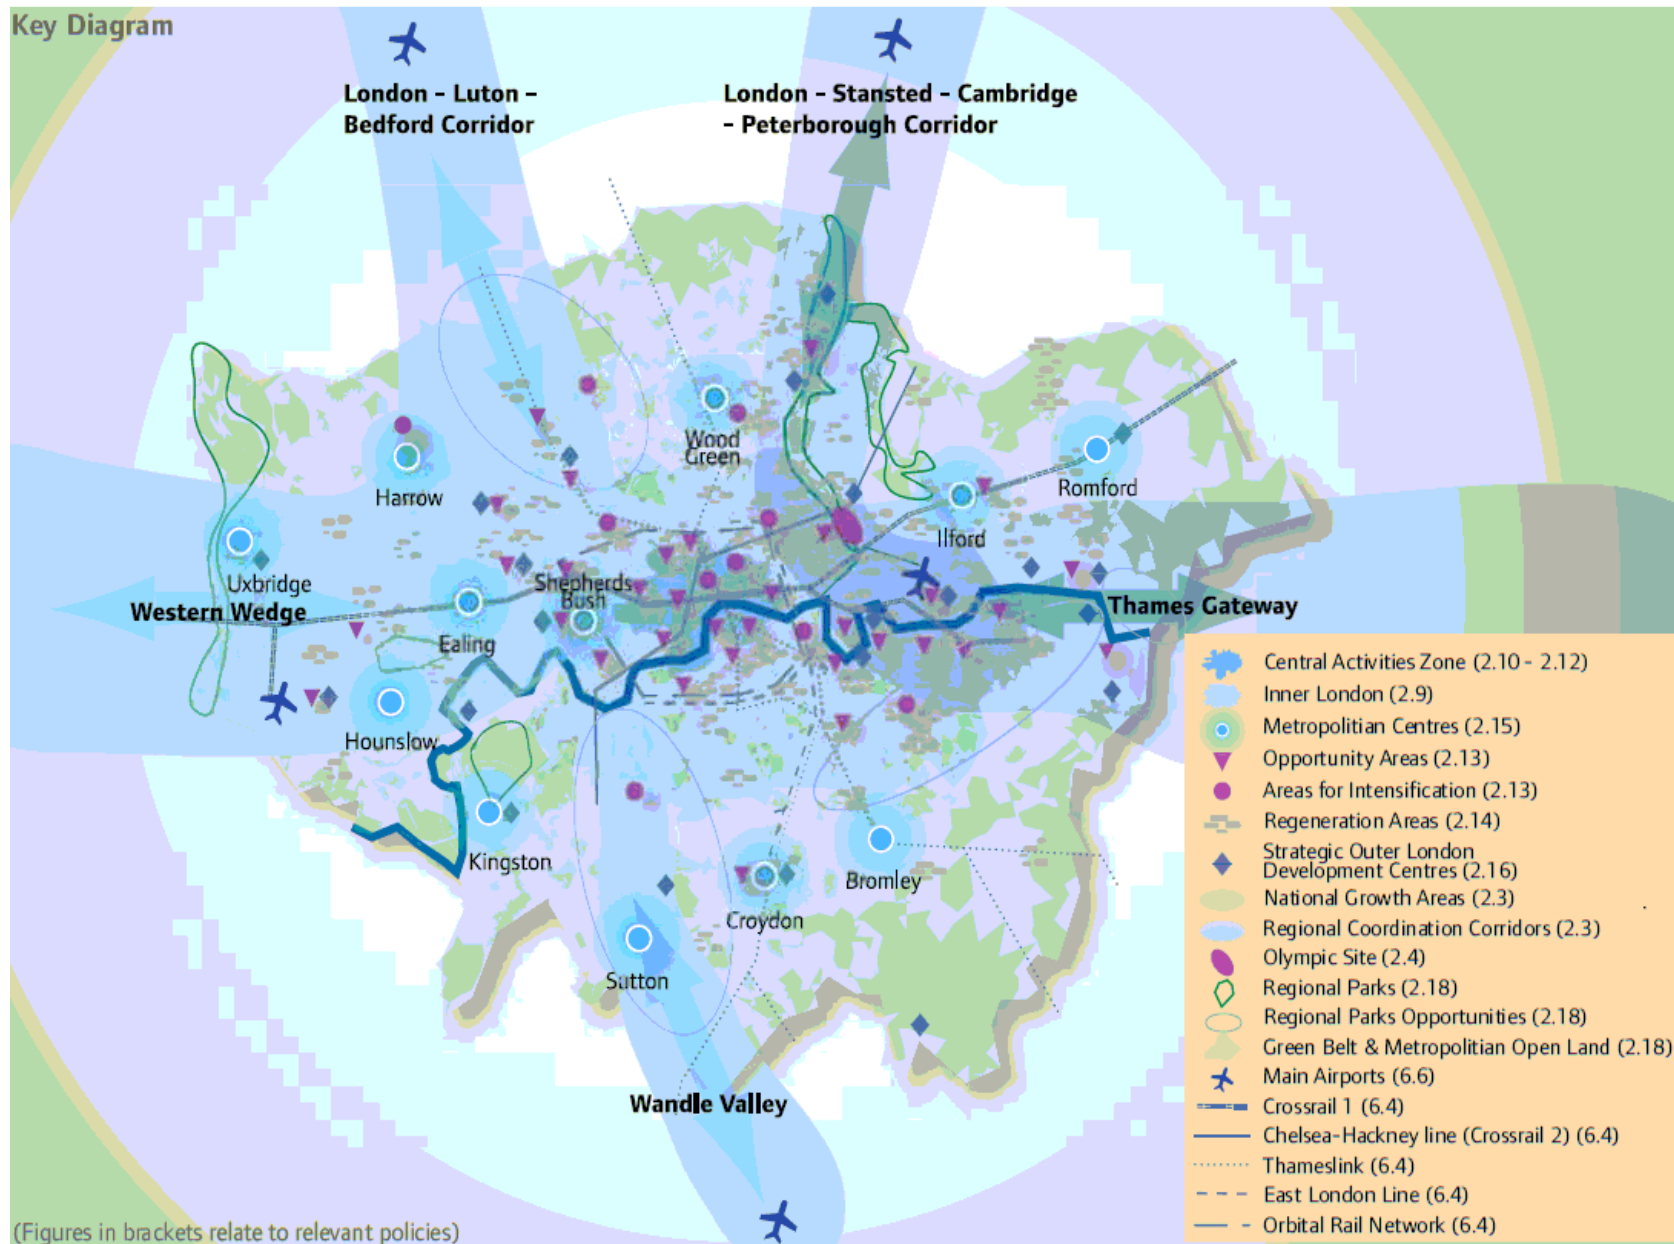 Key Diagram
London - Luton -
Bedford Corridor
London - Stansted - Cambridge
- Peterborough Corridor
Wood
Green
Harrow
Romford
Ilford
Uxbridge
Shepherds
Bush
Western Wedge
Thames Gateway
Ealing
Hounslow
Kingston
Bromley
Croydon
Sutton
Wandle Valley
Central Activities Zone (2.10 - 2.12)
Inner London (2.9)
Metropolitian Centres (2.15)
Opportunity Areas (2.13)
Areas for Intensification (2.13)
Regeneration Areas (2.14)
Strategic Outer London
Development Centres (2.16)
National Growth Areas (2.3)
Regional Coordination Corridors (2.3)
Olympic Site (2.4)
Regional Parks (2.18)
Regional Parks Opportunities (2.18)
Green Belt & Metropolitian Open Land (2.18)
Main Airports (6.6)
Crossrail 1 (6.4)
Chelsea-Hackney line (Crossrail 2) (6.4)
Thameslink (6.4)
East London Line (6.4)
Orbital Rail Network (6.4)
(Figures in brackets relate to relevant policies)